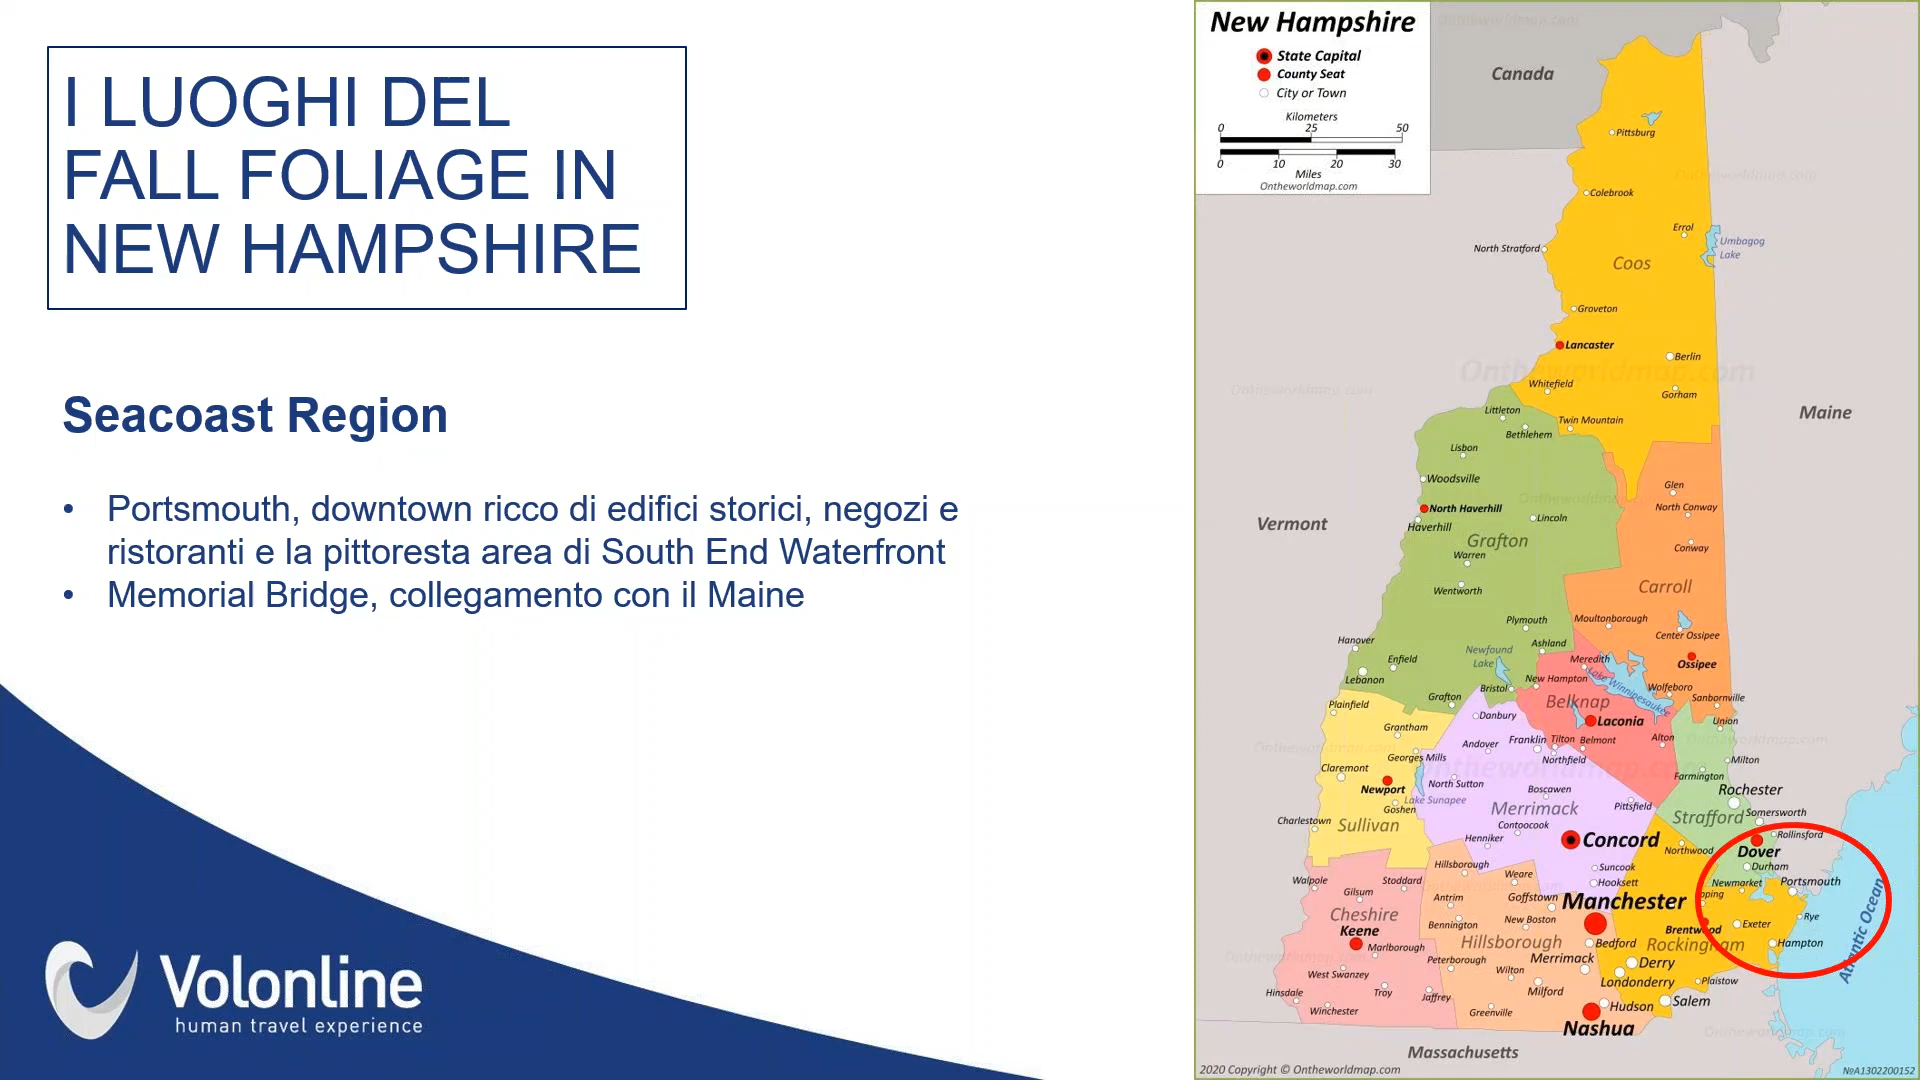 I LUOGHI DEL
FALL FOLIAGE IN
NEW HAMPSHIRE
Seacoast Region
• Portsmouth, downtown ricco di edifici storici, negozi e
ristoranti e la pittoresta area di South End Waterfront
• Memorial Bridge, collegamento con il Maine
Volonline
human travel experience
New Hampshire
State Capital
County Seat
City or Town
Kilometers
0 25 50
0 10 20 30
Miles
Ontheworldmap.com
Canada
Pittsburg
Colebrook
Errol
North Stratford
Umbagog
Lake
Coos
Groveton
Lancaster
Berlin
Ontheworldmap.com
Whitefield
Gorham
Maine
Littleton
Twin Mountain
Bethlehem
Lisbon
Woodsville
Glen
North Haverhill
North Conway
Vermont
Haverhill
Lincoln
Grafton
Conway
Warren
Wentworth
Carroll
Plymouth
Moultonborough
Center Ossipee
Hanover
Ashland
Newfound
Lake
Enfield
Meredith
Ossipee
Lebanon
New Hampton
Lake Winnipesaukee
Bristol
Wolfeboro
Grafton
Sanbornville
Plainfield
Belknap
Danbury
Laconia
Union
Grantham
Andover
Franklin
Tilton
Belmont
Alton
Georges Mills
Northfield
Milton
Claremont
Farmington
North Sutton
Newport
Boscawen
Rochester
Lake Sunapee
Goshen
Merrimack
Pittsfield
Strafford
Somersworth
Charlestown
Sullivan
Contoocook
Henniker
Concord
Rollinsford
Northwood
Dover
Hillsborough
Suncook
Durham
Walpole
Stoddard
Weare
Hooksett
Newmarket
Portsmouth
Gilsum
Antrim
Goffstown
Manchester
pping
Cheshire
New Boston
Rye
Bennington
Exeter
Keene
Brentwood
Marlborough
Hillsborough
Bedford
Rockingham
Hampton
Atlantic Ocean
Peterborough
Merrimack
Derry
West Swanzey
Wilton
Londonderry
Plaistow
Hinsdale
Troy
Jaffrey
Milford
Salem
Winchester
Greenville
Hudson
Nashua
Massachusetts
2020 Copyright © Ontheworldmap.com
№A1302200152